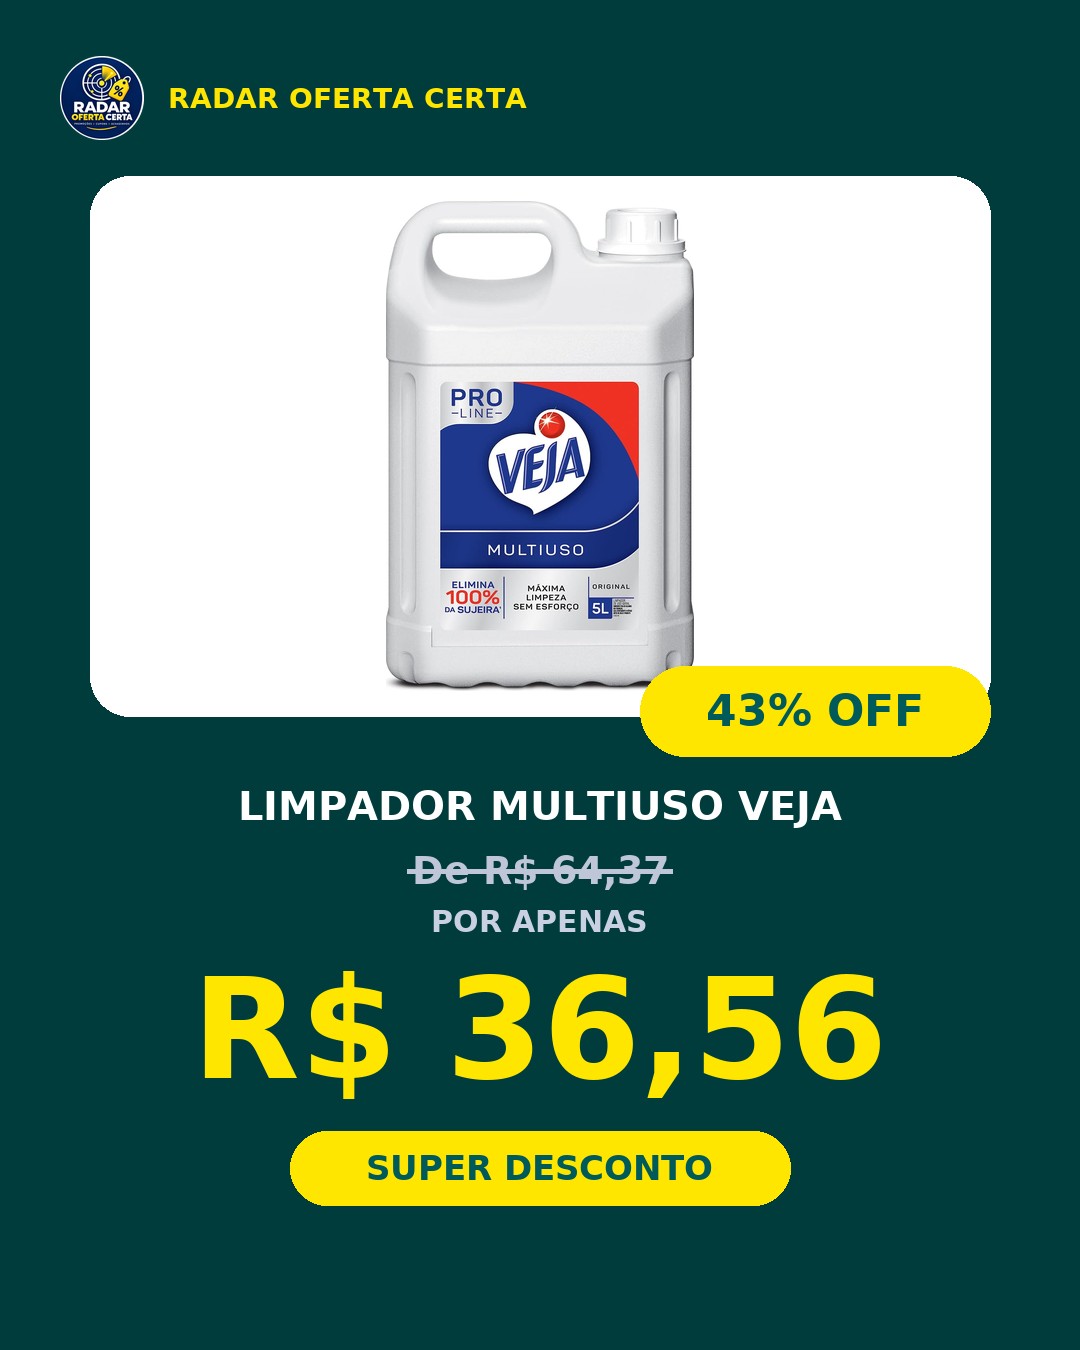 RADAR
OFERTA CERTA
RADAR OFERTA CERTA
PRO
-LINE-
VEJA
MULTIUSO
ELIMINA
100%
DA SUJEIRA*
MÁXIMA
LIMPEZA
SEM ESFORÇO
ORIGINAL
5L
43% OFF
LIMPADOR MULTIUSO VEJA
De R$ 64,37
POR APENAS
R$ 36,56
SUPER DESCONTO